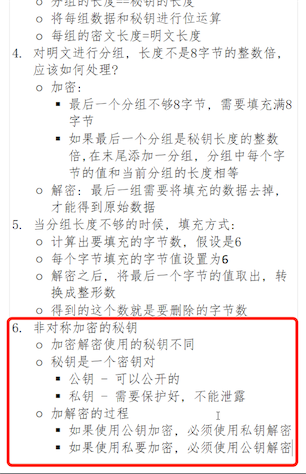 分组的长度==秘钥的长度
将每组数据和秘钥进行位运算
每组的密文长度=明文长度
4. 对明文进行分组, 长度不是8字节的整数倍,
应该如何处理?
加密:
最后一个分组不够8字节, 需要填充满8
字节
如果最后一个分组是秘钥长度的整数
倍,在末尾添加一分组, 分组中每个字
节的值和当前分组的长度相等
解密: 最后一组需要将填充的数据去掉,
才能得到原始数据
5. 当分组长度不够的时候, 填充方式:
计算出要填充的字节数, 假设是6
每个字节填充的字节值设置为6
解密之后, 将最后一个字节的值取出, 转
换成整形数
得到的这个数就是要删除的字节数
6. 非对称加密的秘钥
加密解密使用的秘钥不同
秘钥是一个密钥对
公钥 - 可以公开的
私钥 - 需要保护好, 不能泄露
加解密的过程
如果使用公钥加密, 必须使用私钥解密
如果使用私要加密, 必须使用公钥解密